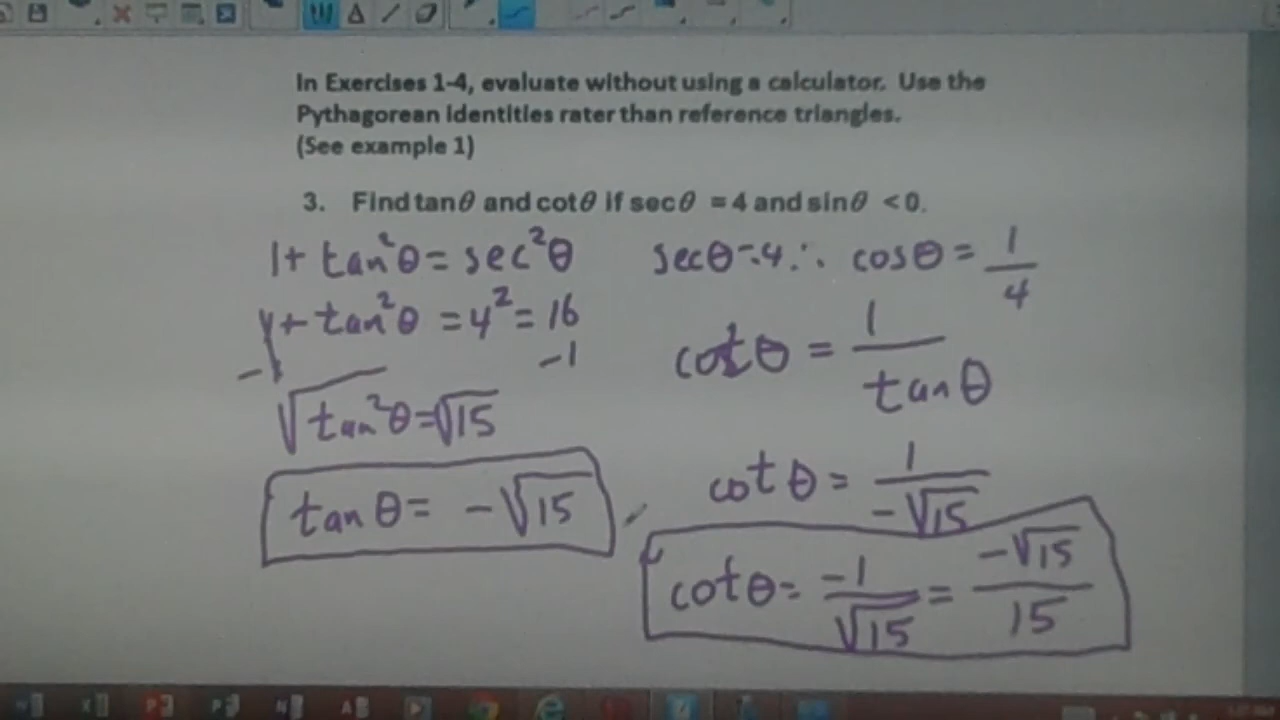 In Exercises 1-4, evaluate without using a calculator. Use the
Pythagorean identities rater than reference triangles.
(See example 1)
3. Find tanθ and cotθ if secθ = 4 and sinθ < 0.
1 + tan²θ = sec²θ
1 + tan²θ = 4² = 16
-1 -1
√tan²θ = √15
tan θ = -√15
secθ = 4 ∴ cosθ = 1/4
cotθ = 1/tanθ
cot θ = 1/-√15
cotθ = -1/√15 = -√15/15